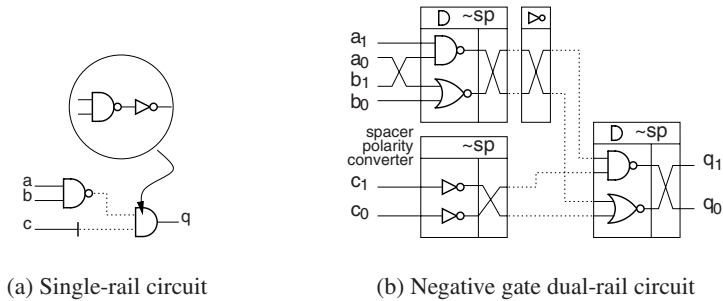 a
b
c
q
(a) Single-rail circuit
~sp
a1
a0
b1
b0
spacer
polarity
converter
~sp
c1
c0
~sp
q1
q0
(b) Negative gate dual-rail circuit